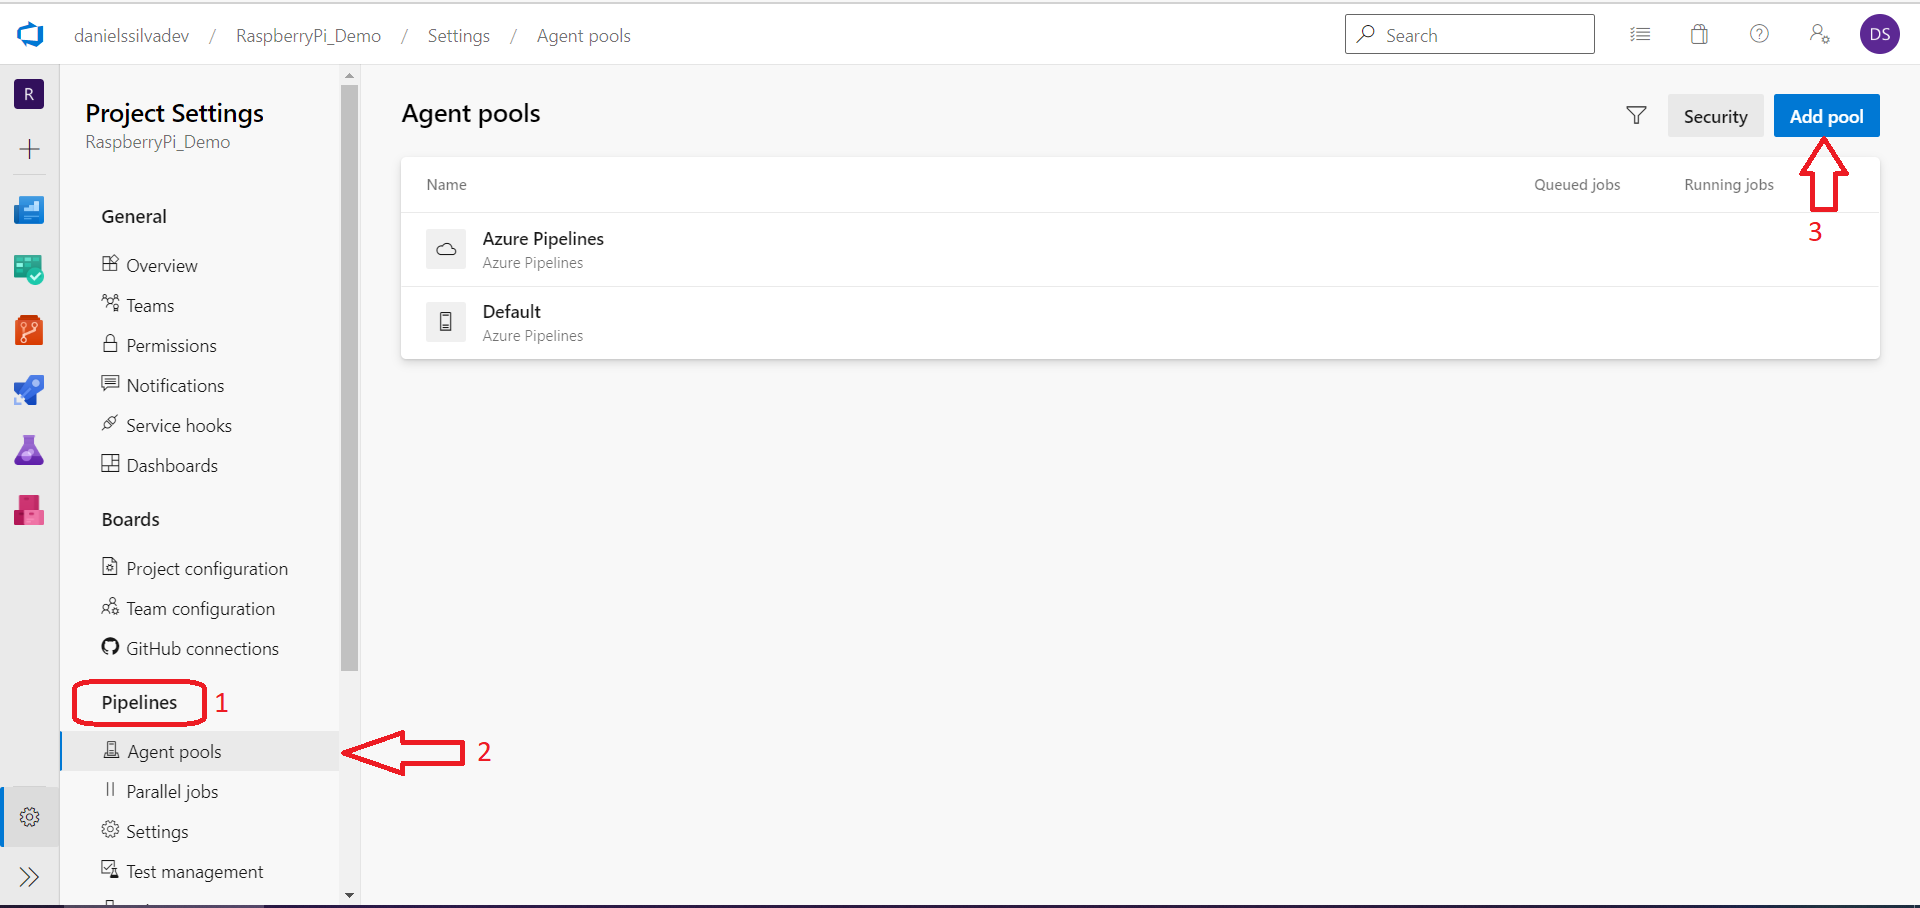 danielssilvadev / RaspberryPi_Demo / Settings / Agent pools
Search
DS
R
Project Settings
RaspberryPi_Demo
General
Overview
Teams
Permissions
Notifications
Service hooks
Dashboards
Boards
Project configuration
Team configuration
GitHub connections
Pipelines 1
Agent pools
2
Parallel jobs
Settings
Test management
Agent pools
Security
Add pool
3
Name Queued jobs Running jobs
Azure Pipelines
Azure Pipelines
Default
Azure Pipelines